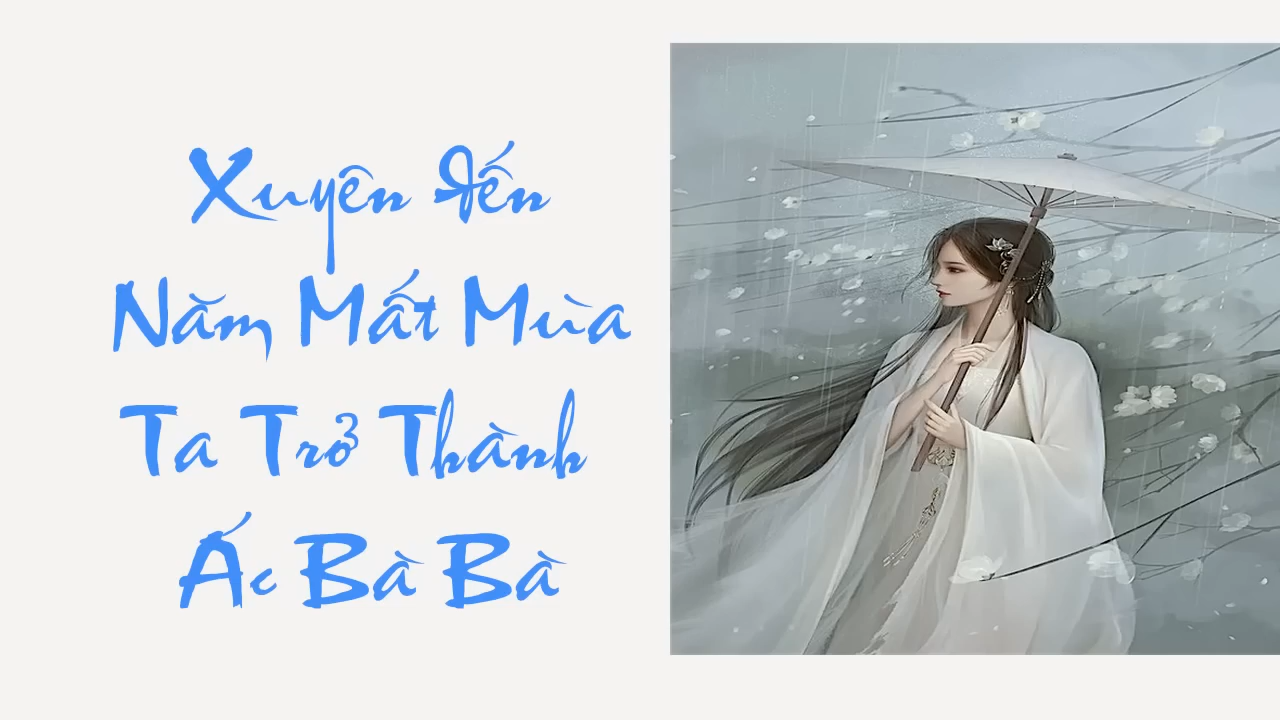 Xuyên Đến
Năm Mất Mùa
Ta Trở Thành
Ác Bà Bà